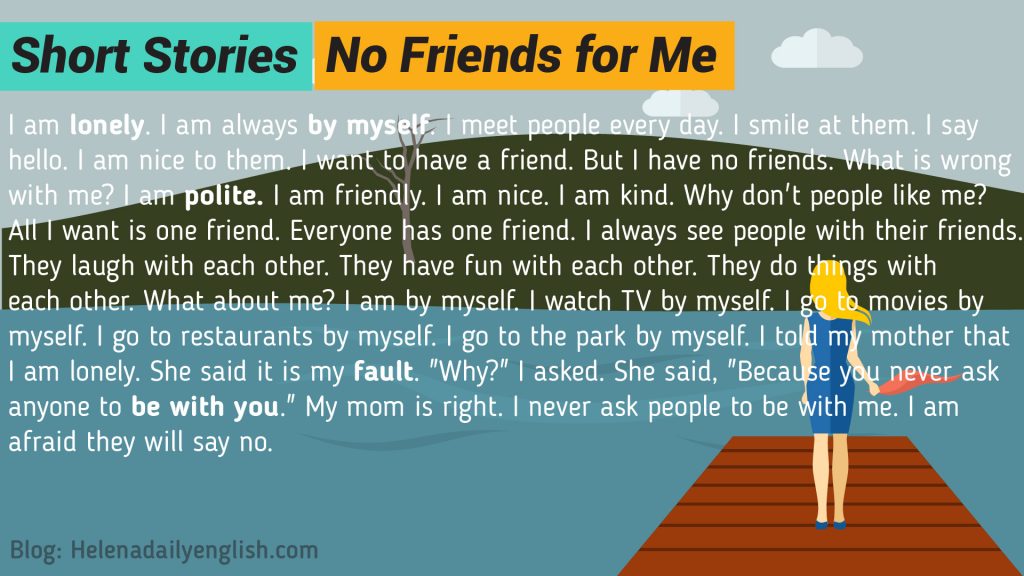 Short Stories No Friends for Me
I am lonely. I am always by myself. I meet people every day. I smile at them. I say
hello. I am nice to them. I want to have a friend. But I have no friends. What is wrong
with me? I am polite. I am friendly. I am nice. I am kind. Why don't people like me?
All I want is one friend. Everyone has one friend. I always see people with their friends.
They laugh with each other. They have fun with each other. They do things with
each other. What about me? I am by myself. I watch TV by myself. I go to movies by
myself. I go to restaurants by myself. I go to the park by myself. I told my mother that
I am lonely. She said it is my fault. "Why?" I asked. She said, "Because you never ask
anyone to be with you." My mom is right. I never ask people to be with me. I am
afraid they will say no.
Blog: Helenadailyenglish.com